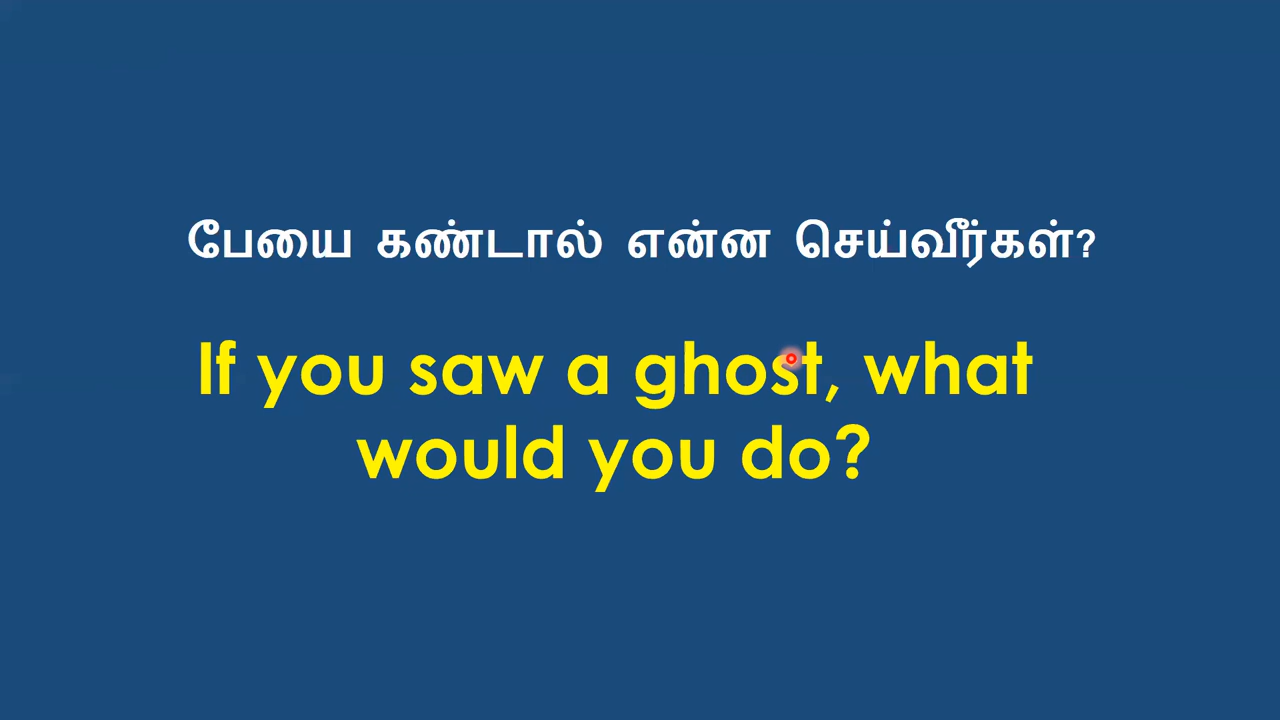 பேயை கண்டால் என்ன செய்வீர்கள்?
If you saw a ghost, what
would you do?